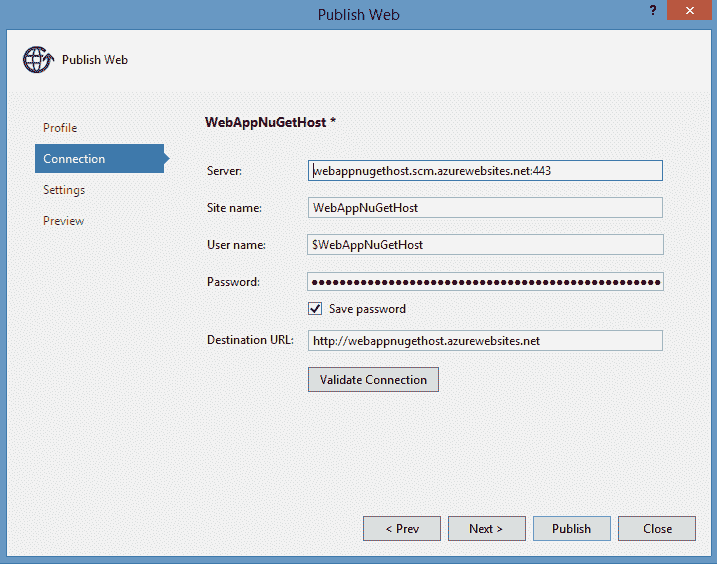 Publish Web
?
Publish Web
Profile
Connection
Settings
Preview
WebAppNuGetHost *
Server: webappnugethost.scm.azurewebsites.net:443
Site name: WebAppNuGetHost
User name: $WebAppNuGetHost
Password:
Save password
Destination URL: http://webappnugethost.azurewebsites.net
Validate Connection
< Prev Next > Publish Close